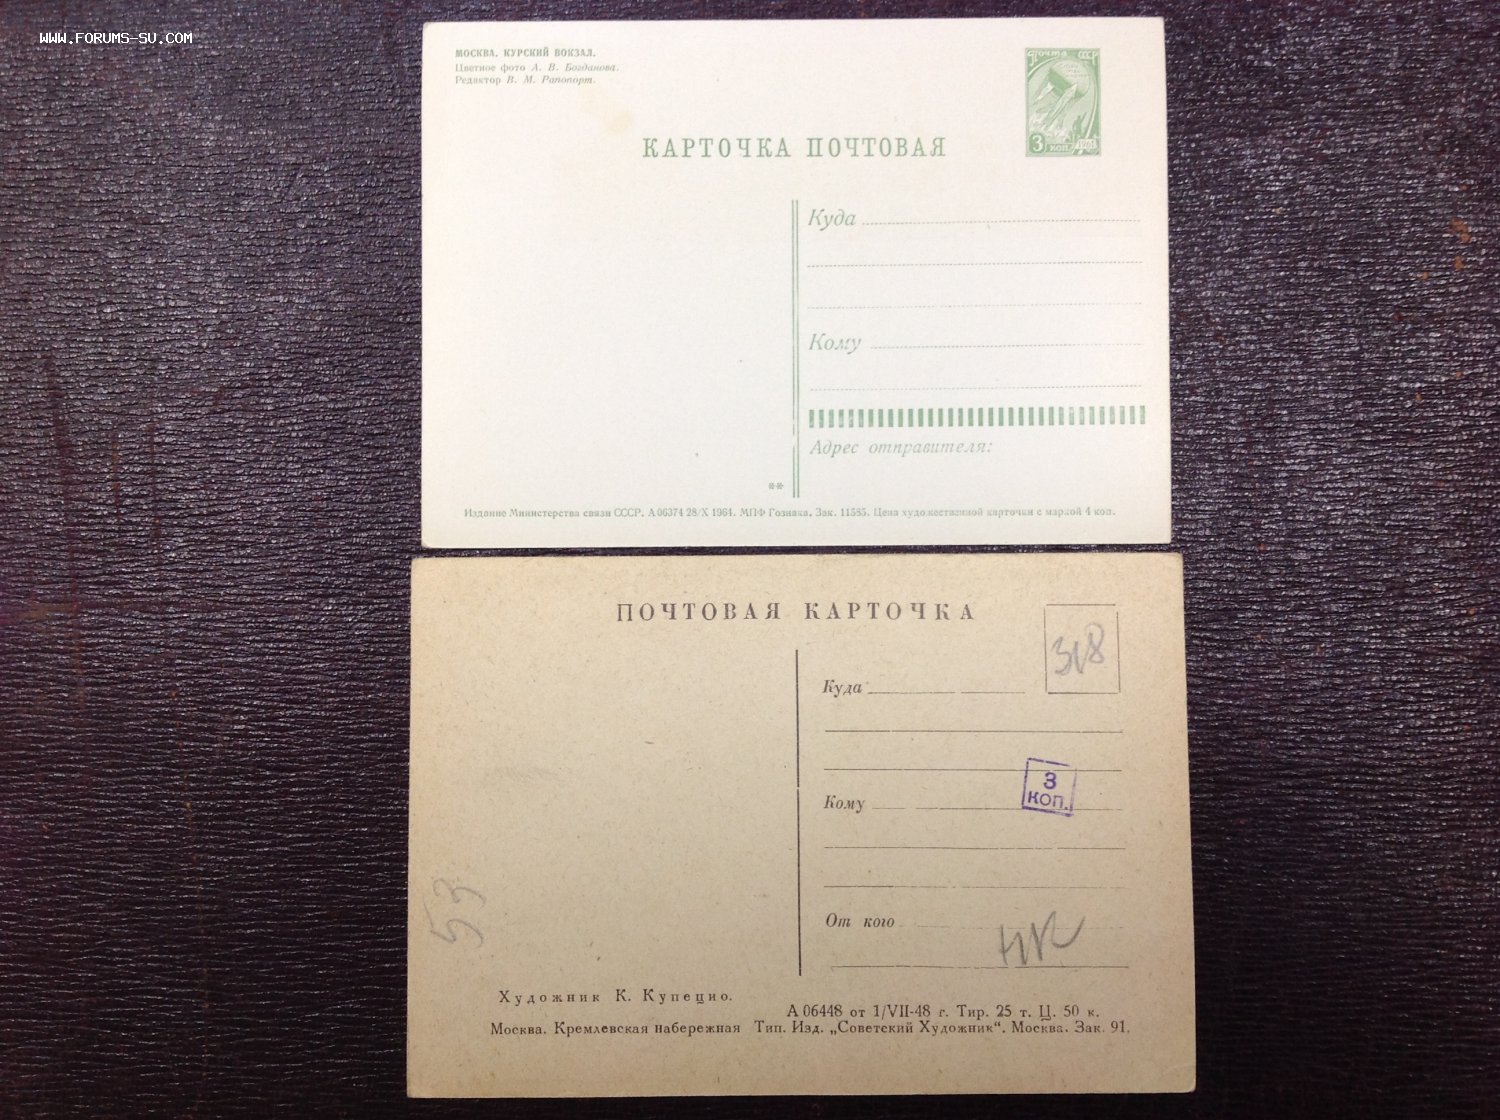 WWW.FORUMS-SU.COM
МОСКВА. КУРСКИЙ ВОКЗАЛ.
Цветное фото А. В. Богданова.
Редактор В. М. Рапопорт.
почта СССР
3 коп. 1961
КАРТОЧКА ПОЧТОВАЯ
Куда
Кому
Адрес отправителя:
**
Издание Министерства связи СССР. А 06374 28/X 1964. МПФ Гознака. Зак. 11585. Цена художественной карточки с маркой 4 коп.
ПОЧТОВАЯ КАРТОЧКА
318
Куда
3
КОП.
Кому
53
От кого
Художник К. Купецио.
А 06448 от 1/VII-48 г. Тир. 25 т. Ц. 50 к.
Москва. Кремлевская набережная Тип. Изд. „Советский Художник“. Москва. Зак. 91.